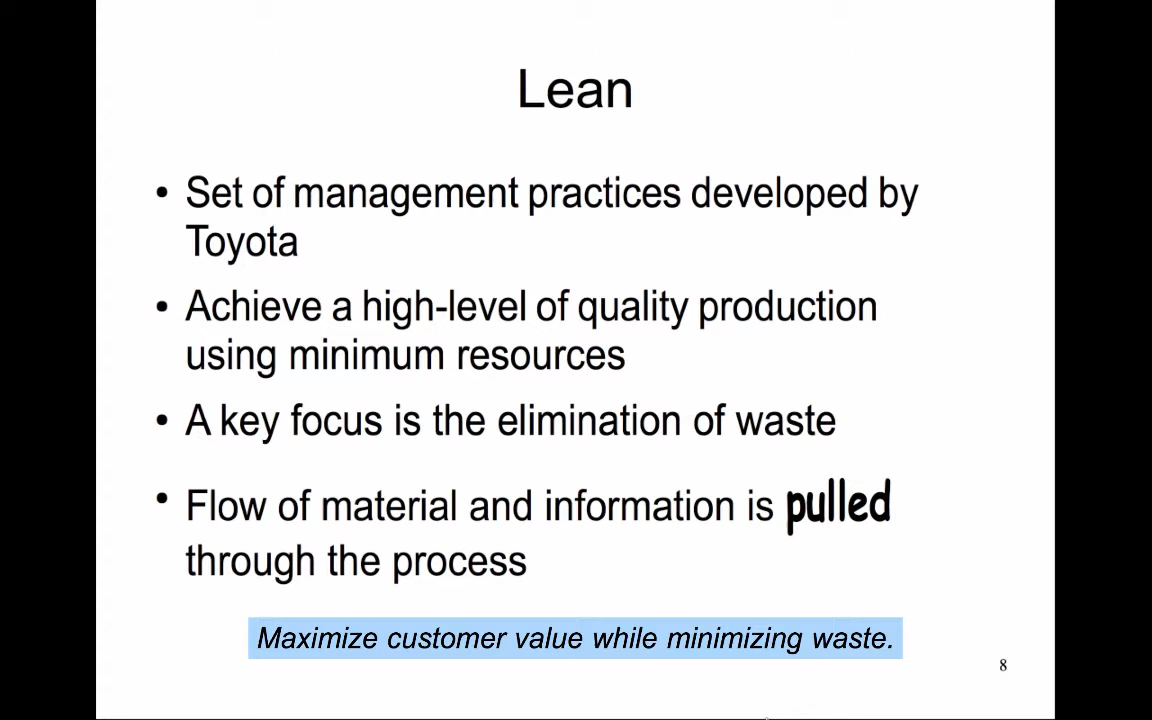 Lean
• Set of management practices developed by
Toyota
• Achieve a high-level of quality production
using minimum resources
• A key focus is the elimination of waste
• Flow of material and information is pulled
through the process
Maximize customer value while minimizing waste.
8